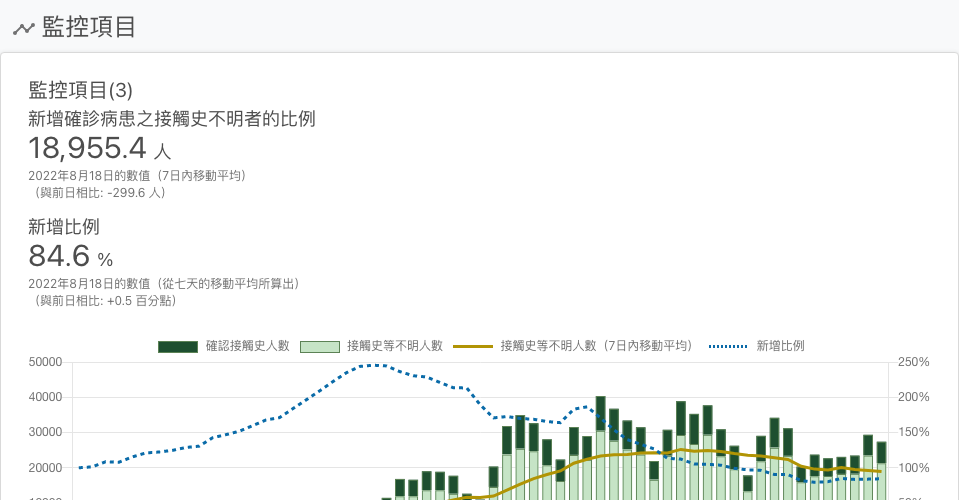 監控項目
監控項目(3)
新增確診病患之接觸史不明者的比例
18,955.4 人
2022年8月18日的數值（7日內移動平均）
（與前日相比: -299.6 人）
新增比例
84.6 %
2022年8月18日的數值（從七天的移動平均所算出）
（與前日相比: +0.5 百分點）
確認接觸史人數 接觸史等不明人數 接觸史等不明人數（7日內移動平均） 新增比例
50000 250%
40000 200%
30000 150%
20000 100%
10000 50%